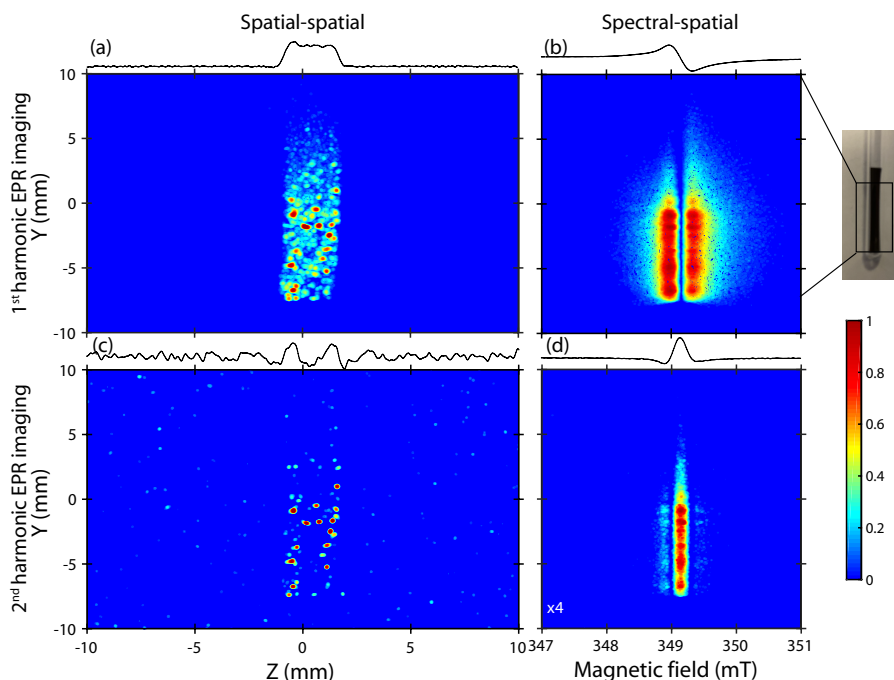 Spatial-spatial
Spectral-spatial
1st harmonic EPR imaging
Y (mm)
(a)
10
5
0
-5
-10
(b)
2nd harmonic EPR imaging
Y (mm)
(c)
10
5
0
-5
-10
-10
-5
0
5
10
Z (mm)
(d)
x4
347
348
349
350
351
Magnetic field (mT)
1
0.8
0.6
0.4
0.2
0